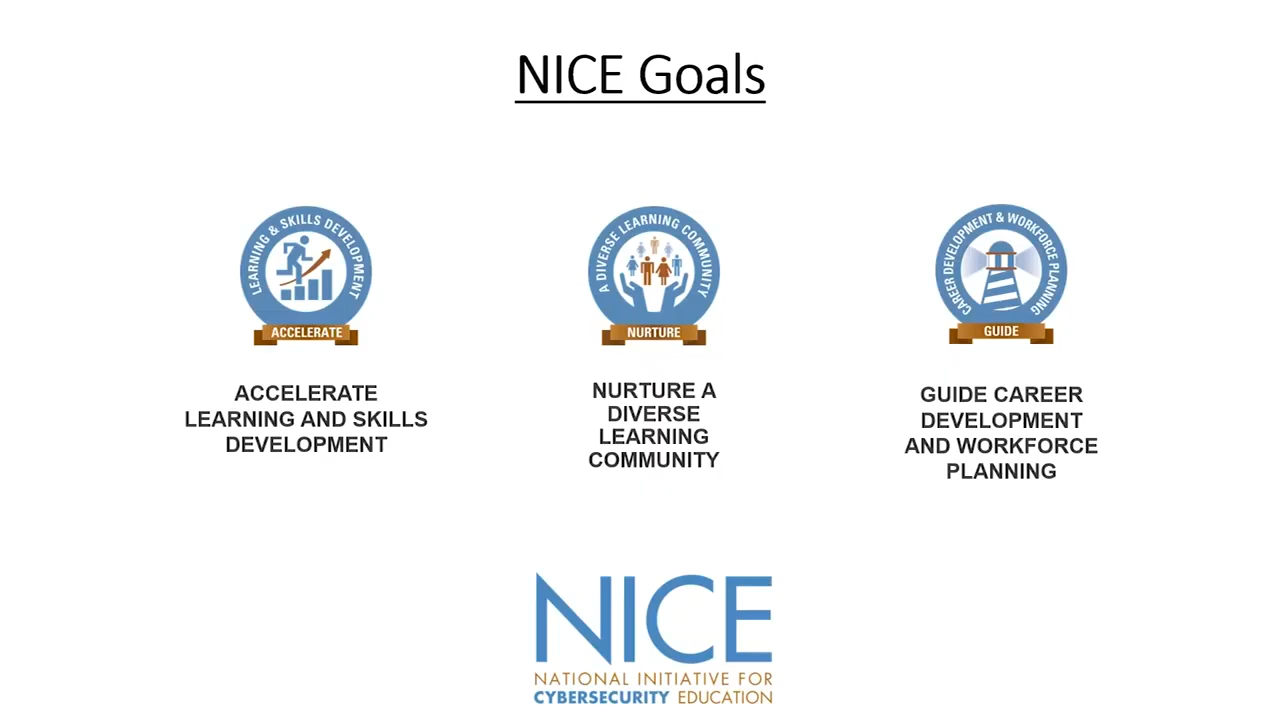 NICE Goals
LEARNING & SKILLS DEVELOPMENT
ACCELERATE
ACCELERATE
LEARNING AND SKILLS
DEVELOPMENT
A DIVERSE LEARNING COMMUNITY
NURTURE
NURTURE A
DIVERSE
LEARNING
COMMUNITY
CAREER DEVELOPMENT & WORKFORCE PLANNING
GUIDE
GUIDE CAREER
DEVELOPMENT
AND WORKFORCE
PLANNING
NICE
NATIONAL INITIATIVE FOR
CYBERSECURITY EDUCATION